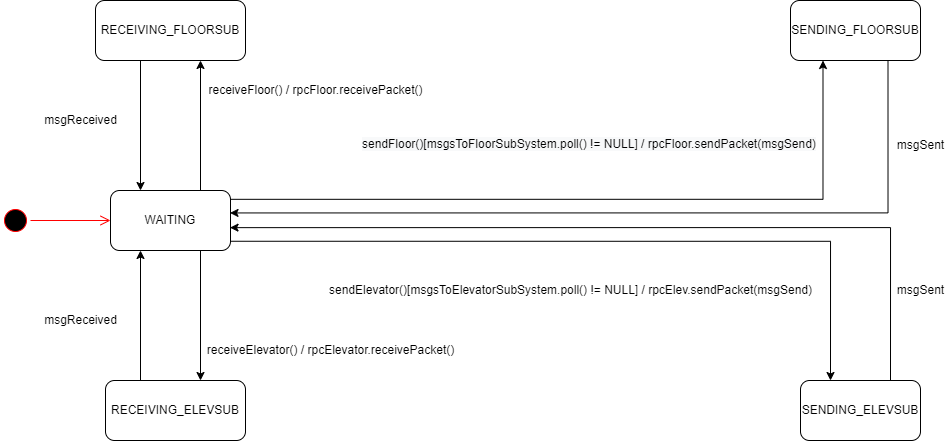 RECEIVING_FLOORSUB
SENDING_FLOORSUB
receiveFloor() / rpcFloor.receivePacket()
msgReceived
sendFloor()[msgsToFloorSubSystem.poll() != NULL] / rpcFloor.sendPacket(msgSend)
msgSent
WAITING
sendElevator()[msgsToElevatorSubSystem.poll() != NULL] / rpcElev.sendPacket(msgSend)
msgSent
msgReceived
receiveElevator() / rpcElevator.receivePacket()
RECEIVING_ELEVSUB
SENDING_ELEVSUB